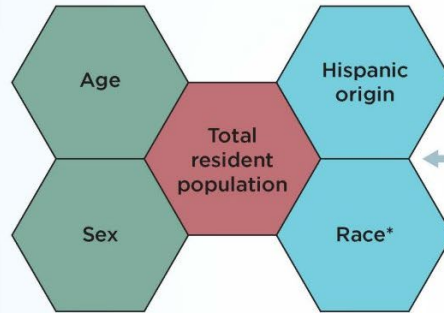 Age
Hispanic
origin
Total
resident
population
Sex
Race*